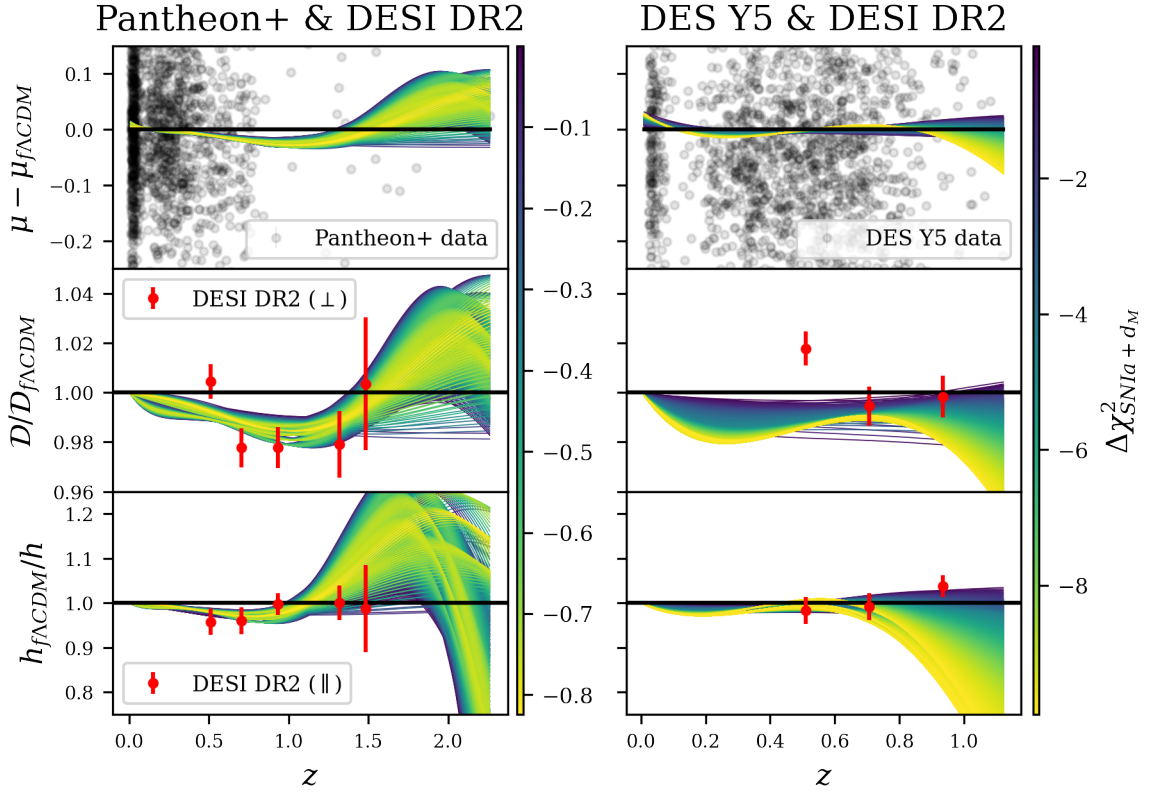 Pantheon+ & DESI DR2
DES Y5 & DESI DR2
μ − μ_{fΛCDM}
0.1
0.0
−0.1
−0.2
Pantheon+ data
DES Y5 data
D/D_{fΛCDM}
1.04
1.02
1.00
0.98
0.96
DESI DR2 (⊥)
h_{fΛCDM}/h
1.2
1.1
1.0
0.9
0.8
DESI DR2 (∥)
0.0 0.5 1.0 1.5 2.0
z
−0.1
−0.2
−0.3
−0.4
−0.5
−0.6
−0.7
−0.8
0.0 0.2 0.4 0.6 0.8 1.0
z
−2
−4
−6
−8
Δχ²_{SNIa + d_M}